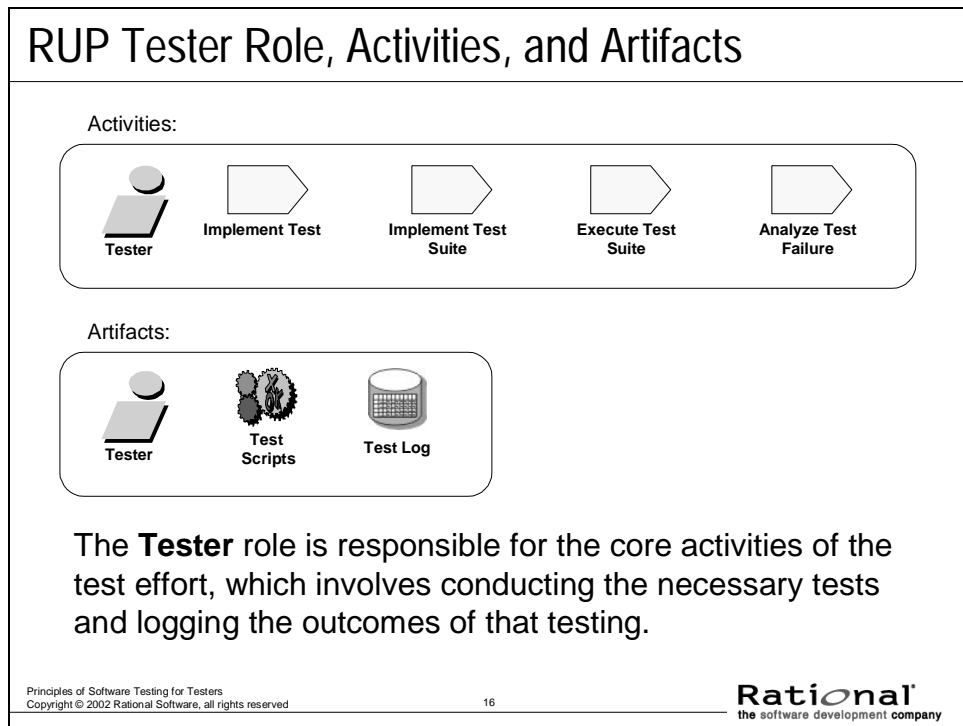 RUP Tester Role, Activities, and Artifacts
Activities:
Tester
Implement Test
Implement Test
Suite
Execute Test
Suite
Analyze Test
Failure
Artifacts:
Tester
X
OK
Test
Scripts
Test Log
The Tester role is responsible for the core activities of the
test effort, which involves conducting the necessary tests
and logging the outcomes of that testing.
Principles of Software Testing for Testers
Copyright © 2002 Rational Software, all rights reserved
16
Rational
the software development company